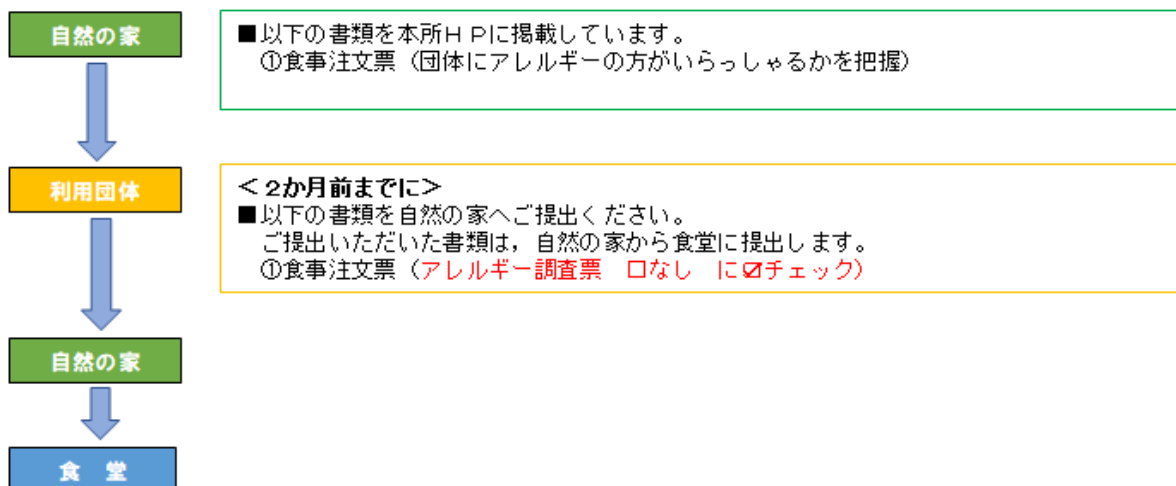 自然の家
■以下の書類を本所ＨＰに掲載しています。
①食事注文票（団体にアレルギーの方がいらっしゃるかを把握）
利用団体
＜２か月前までに＞
■以下の書類を自然の家へご提出ください。
ご提出いただいた書類は，自然の家から食堂に提出します。
①食事注文票（アレルギー調査票　口なし　に☑チェック）
自然の家
食　堂